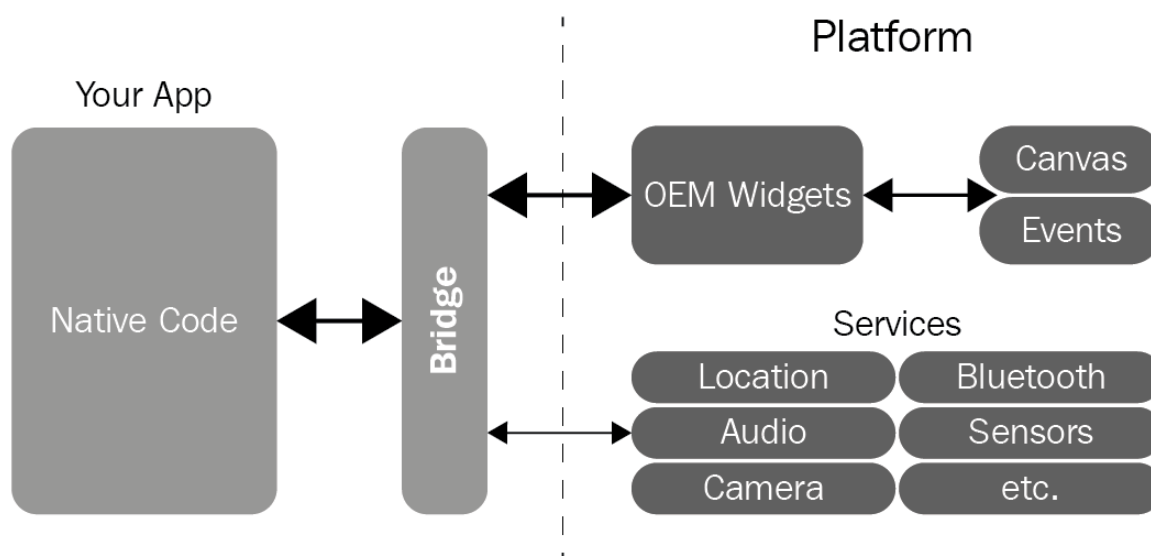 Platform
Your App
Native Code
Bridge
OEM Widgets
Canvas
Events
Services
Location
Bluetooth
Audio
Sensors
Camera
etc.